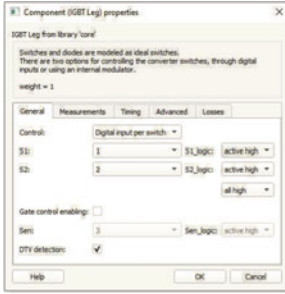 Component (IGBT Leg) properties
IGBT Leg from library 'core'
Switches and diodes are modeled as ideal switches.
There are two options for controlling the converter switches, through digital
inputs or using an internal modulator.
weight = 1
General Measurements Timing Advanced Losses
Control: Digital input per switch
S1: 1 S1_logic: active high
S2: 2 S2_logic: active high
all high
Gate control enabling:
Sen: 3 Sen_logic: active high
DTV detection:
Help OK Cancel